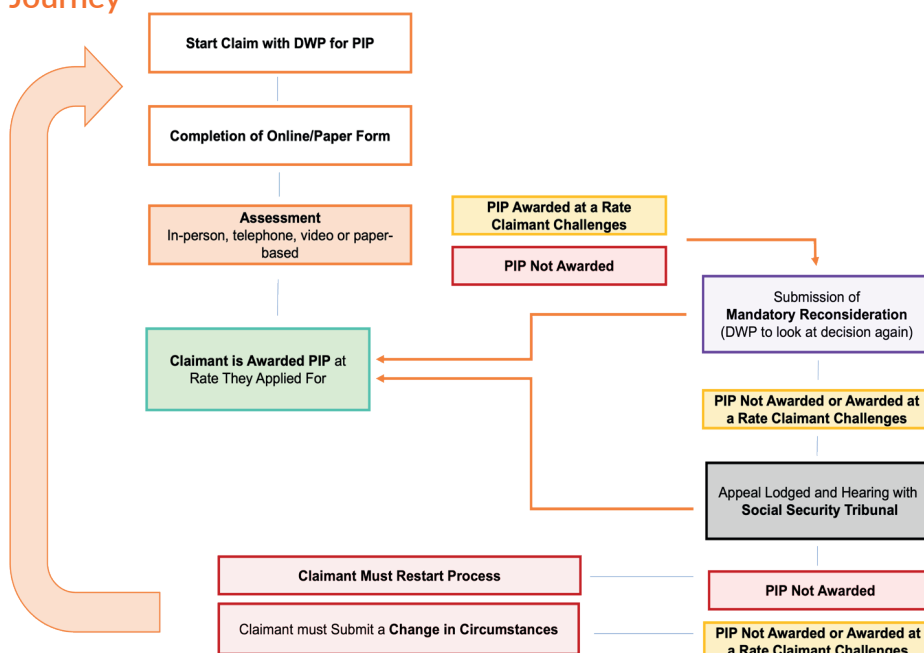 Journey
Start Claim with DWP for PIP
Completion of Online/Paper Form
Assessment
In-person, telephone, video or paper-
based
PIP Awarded at a Rate
Claimant Challenges
PIP Not Awarded
Submission of
Mandatory Reconsideration
(DWP to look at decision again)
Claimant is Awarded PIP at
Rate They Applied For
PIP Not Awarded or Awarded at
a Rate Claimant Challenges
Appeal Lodged and Hearing with
Social Security Tribunal
Claimant Must Restart Process
PIP Not Awarded
Claimant must Submit a Change in Circumstances
PIP Not Awarded or Awarded at
a Rate Claimant Challenges